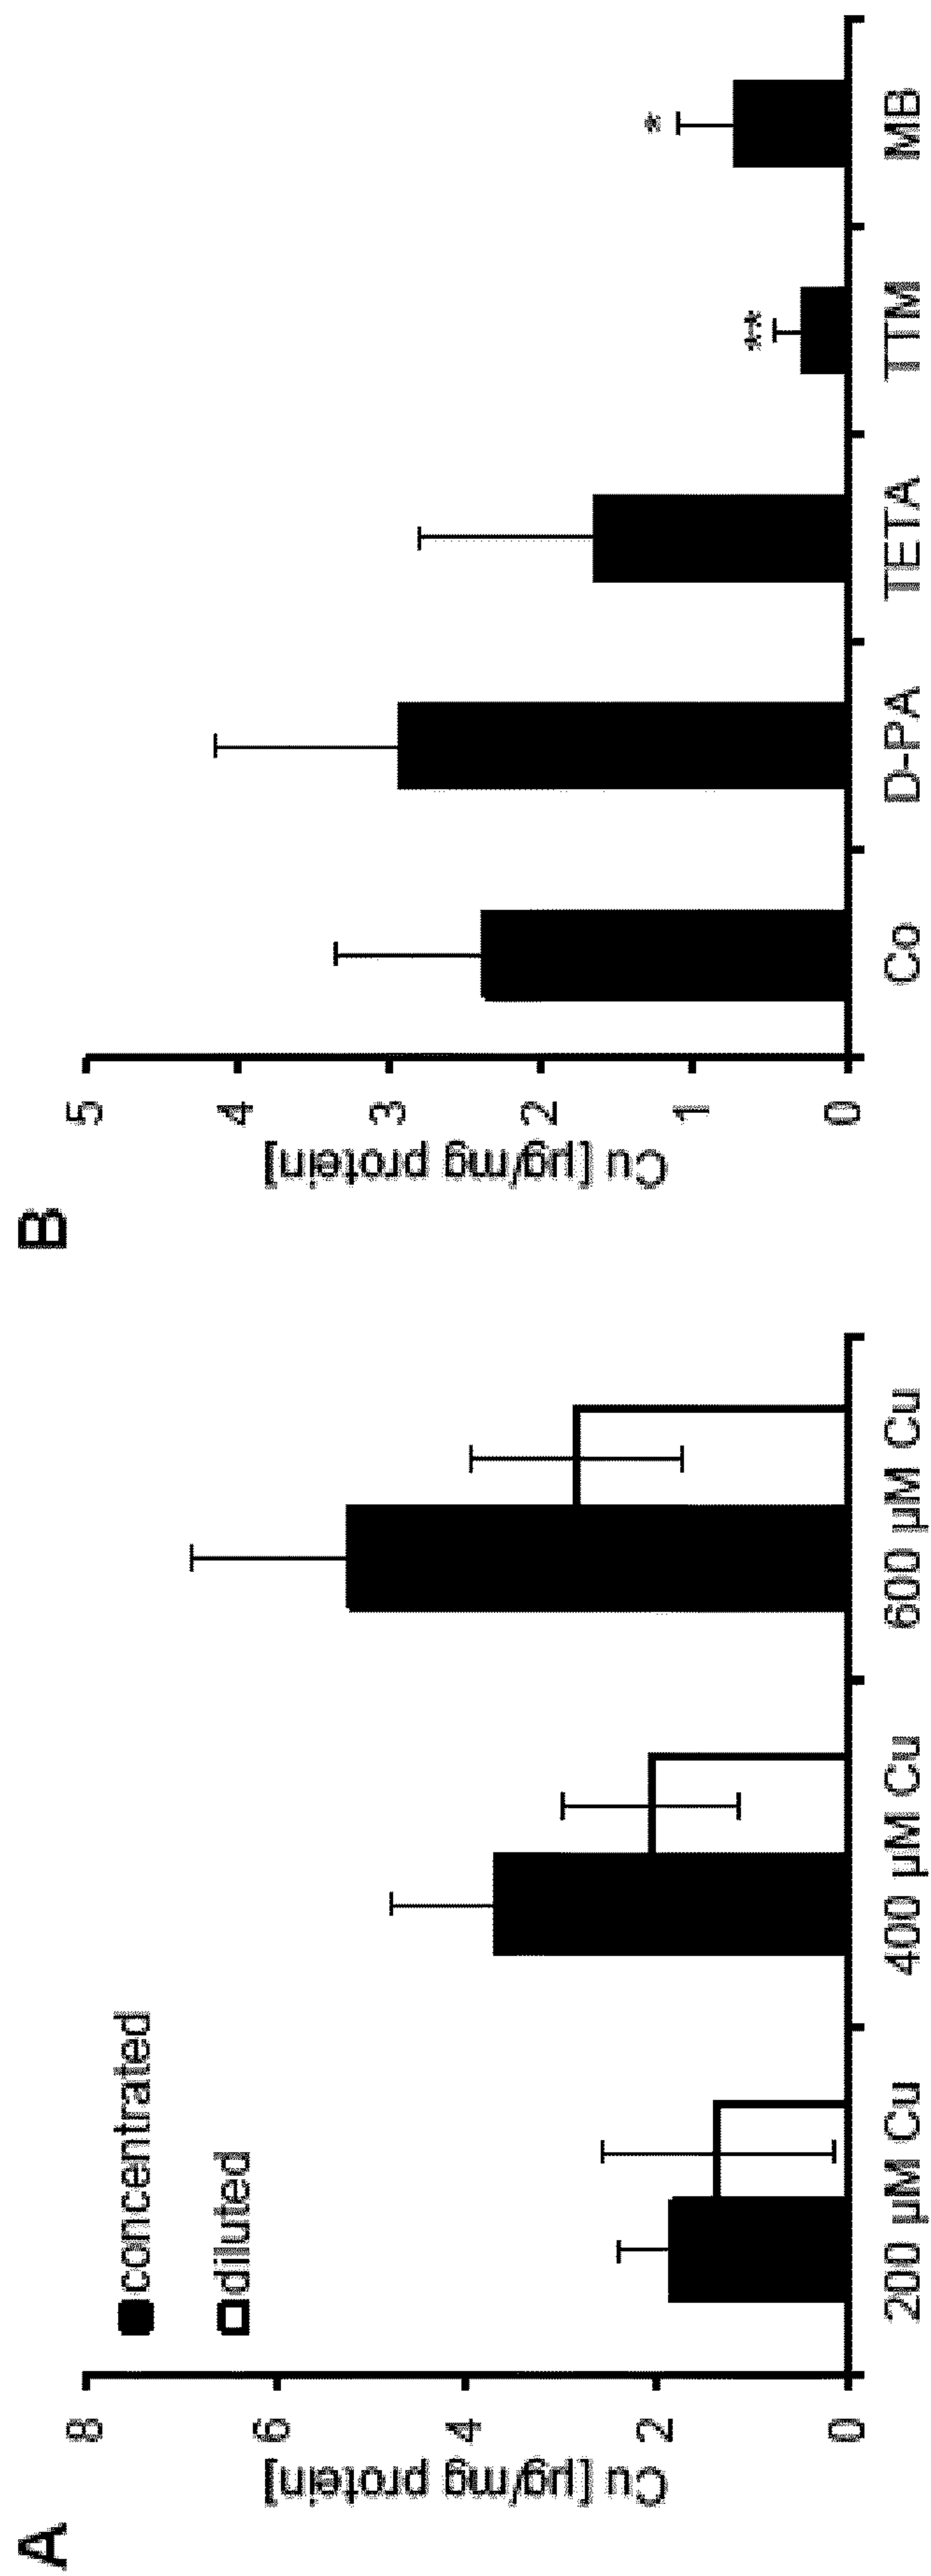 A
Cu [µg/mg protein]
8
6
4
2
0
concentrated
diluted
200 µM Cu
400 µM Cu
600 µM Cu
B
Cu [µg/mg protein]
5
4
3
2
1
0
**
*
Co
D-PA
TETA
TTM
MB